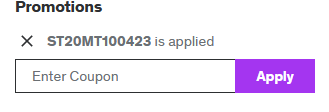 Promotions
ST20MT100423 is applied
Enter Coupon
Apply